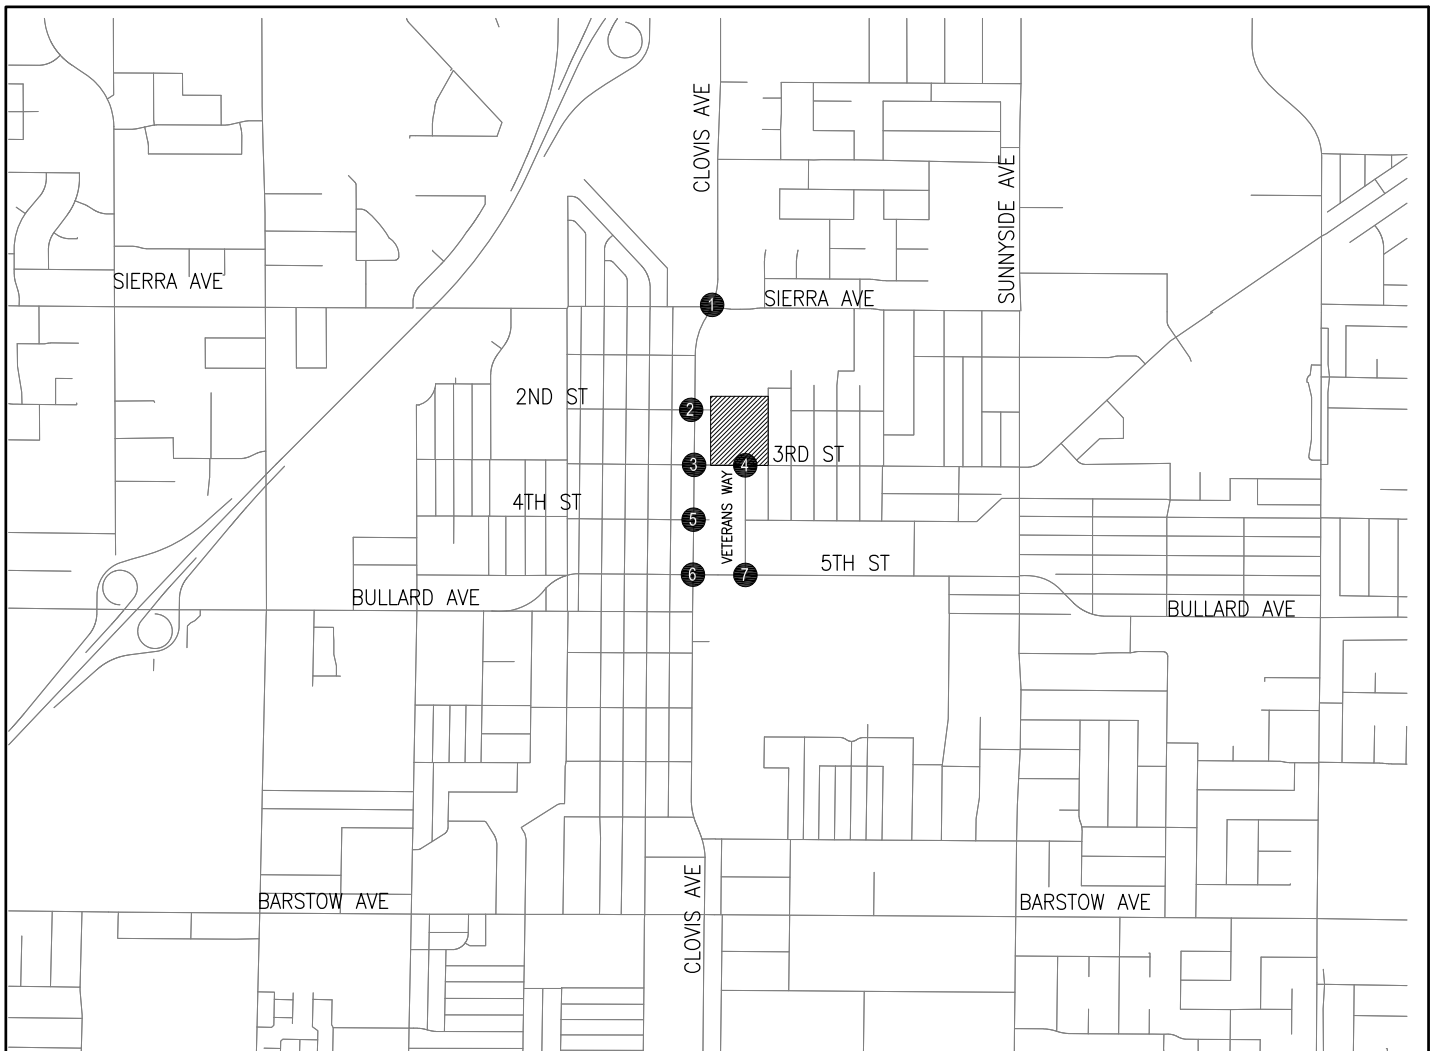 CLOVIS AVE
SUNNYSIDE AVE
SIERRA AVE
1
SIERRA AVE
2ND ST
2
3
4
3RD ST
4TH ST
5
VETERANS WAY
6
7
5TH ST
BULLARD AVE
BULLARD AVE
CLOVIS AVE
BARSTOW AVE
BARSTOW AVE